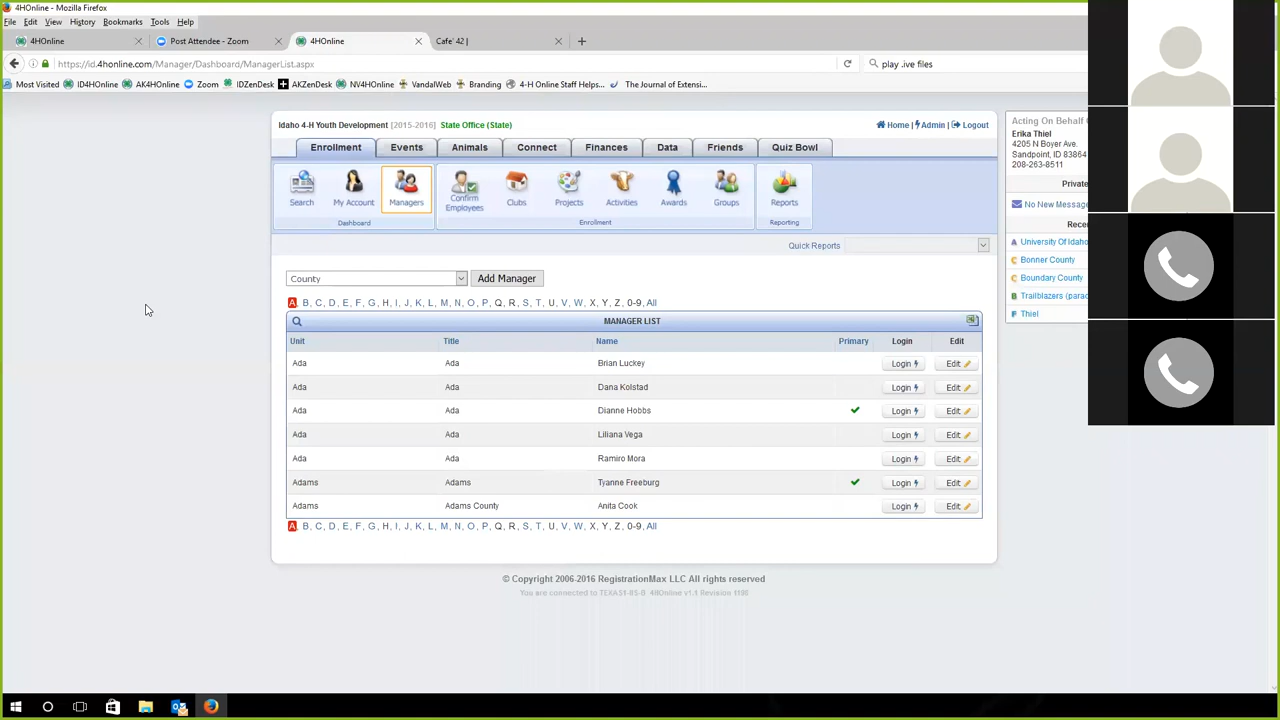 4HOnline - Mozilla Firefox
File Edit View History Bookmarks Tools Help
4HOnline Post Attendee - Zoom 4HOnline Cafe' 42 |
https://id.4honline.com/Manager/Dashboard/ManagerList.aspx play .ive files
Most Visited ID4HOnline AK4HOnline Zoom IDZenDesk AKZenDesk NV4HOnline VandalWeb Branding 4-H Online Staff Helps... The Journal of Extensi...
Idaho 4-H Youth Development [2015-2016] State Office (State) Home | Admin | Logout
Acting On Behalf
Erika Thiel
4205 N Boyer Ave.
Sandpoint, ID 83864
208-263-8511
Enrollment Events Animals Connect Finances Data Friends Quiz Bowl
Search My Account Managers Confirm Employees Clubs Projects Activities Awards Groups Reports
Dashboard Enrollment Reporting
Private
No New Message
Rece
University Of Idaho
Bonner County
Boundary County
Trailblazers (para
Thiel
Quick Reports
County Add Manager
A B, C, D, E, F, G, H, I, J, K, L, M, N, O, P, Q, R, S, T, U, V, W, X, Y, Z, 0-9, All
MANAGER LIST
Unit Title Name Primary Login Edit
Ada Ada Brian Luckey Login Edit
Ada Ada Dana Kolstad Login Edit
Ada Ada Dianne Hobbs Login Edit
Ada Ada Liliana Vega Login Edit
Ada Ada Ramiro Mora Login Edit
Adams Adams Tyanne Freeburg Login Edit
Adams Adams County Anita Cook Login Edit
A B, C, D, E, F, G, H, I, J, K, L, M, N, O, P, Q, R, S, T, U, V, W, X, Y, Z, 0-9, All
© Copyright 2006-2016 RegistrationMax LLC All rights reserved